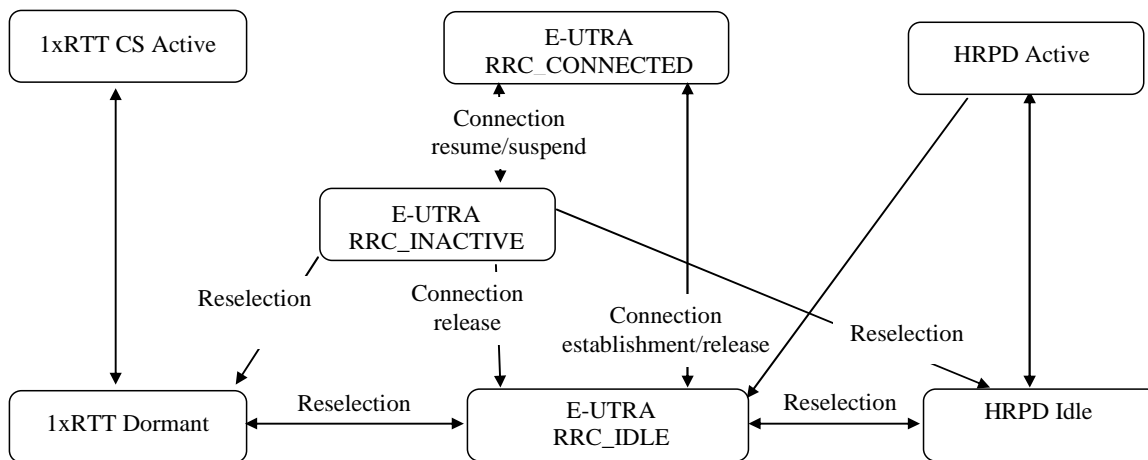 1xRTT CS Active
E-UTRA
RRC_CONNECTED
HRPD Active
Connection
resume/suspend
E-UTRA
RRC_INACTIVE
Reselection
Connection
release
Connection
establishment/release
Reselection
1xRTT Dormant
Reselection
E-UTRA
RRC_IDLE
Reselection
HRPD Idle